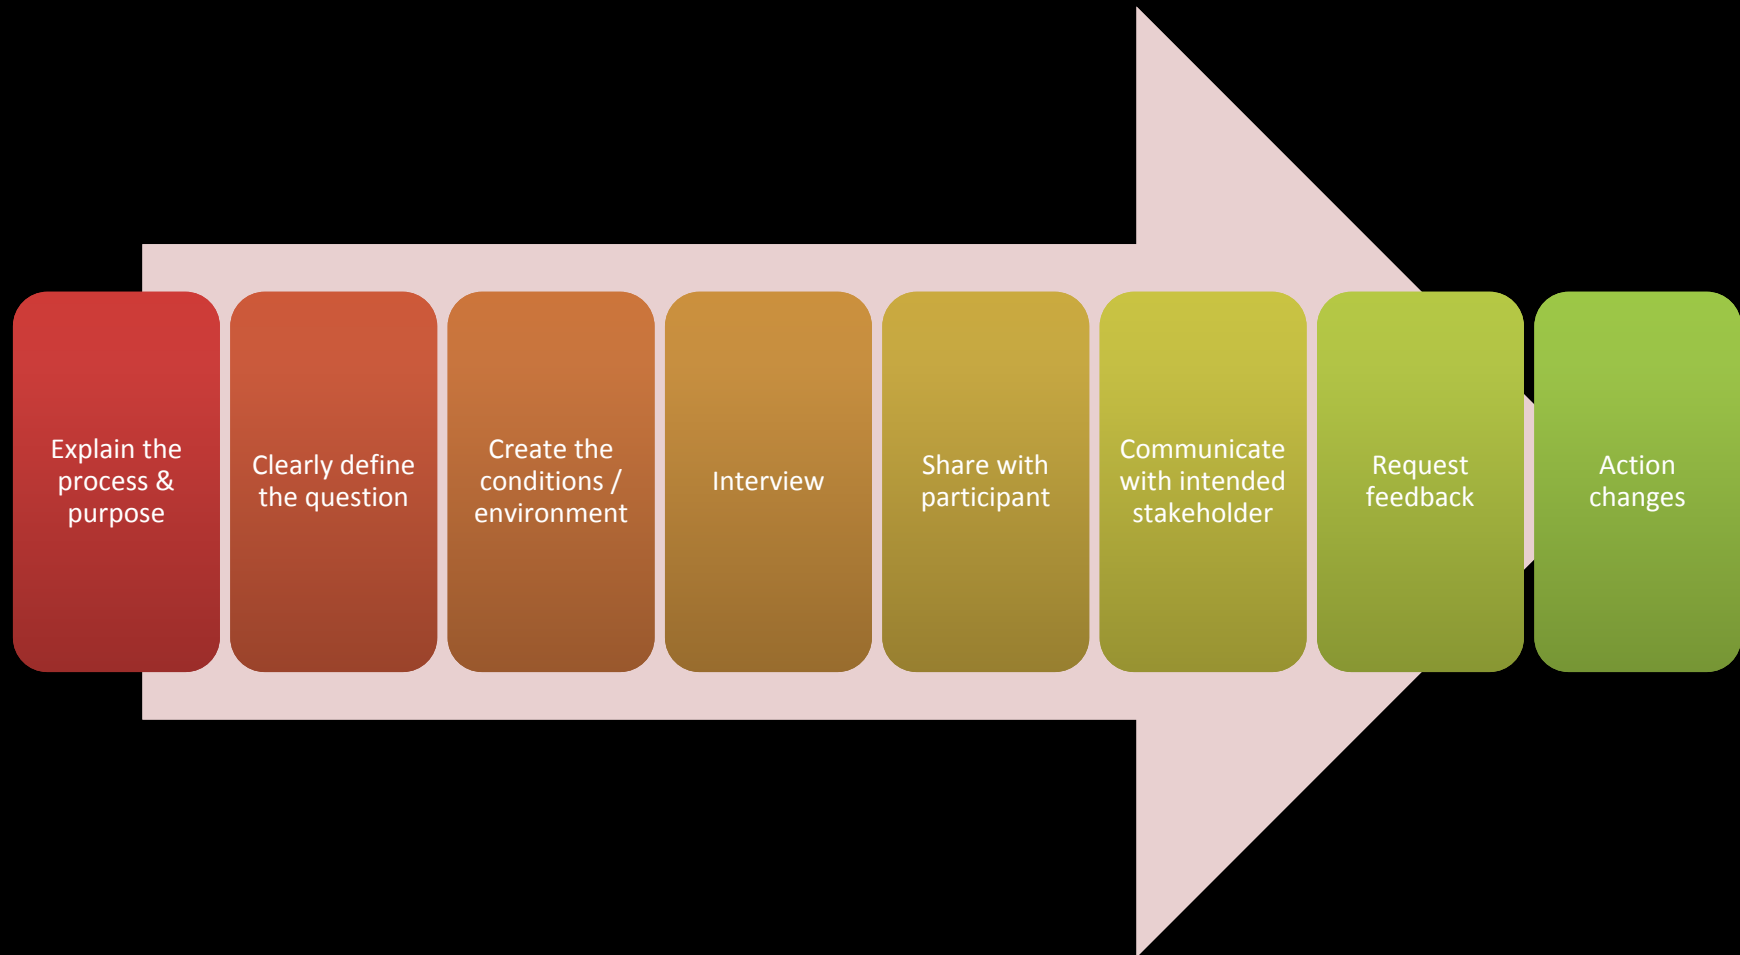 Explain the
process &
purpose
Clearly define
the question
Create the
conditions /
environment
Interview
Share with
participant
Communicate
with intended
stakeholder
Request
feedback
Action
changes